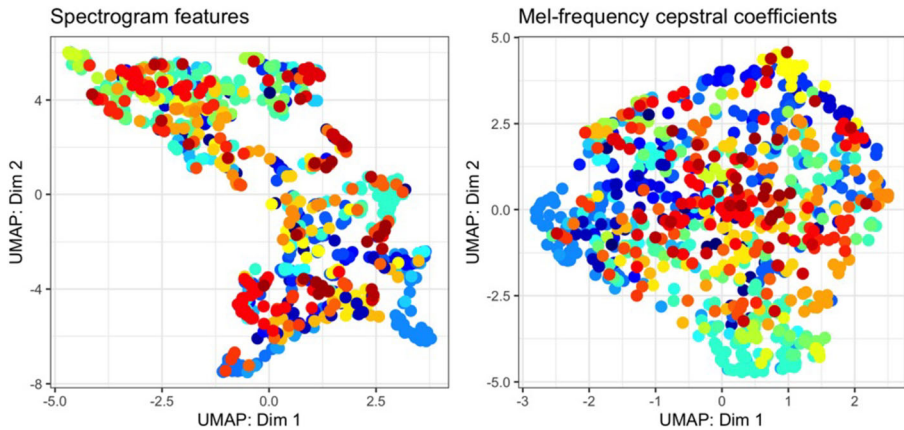 Spectrogram features
4
0
-4
-8
-5.0 -2.5 0.0 2.5
UMAP: Dim 1
UMAP: Dim 2
Mel-frequency cepstral coefficients
5.0
2.5
0.0
-2.5
-5.0
-3 -2 -1 0 1 2 3
UMAP: Dim 1
UMAP: Dim 2